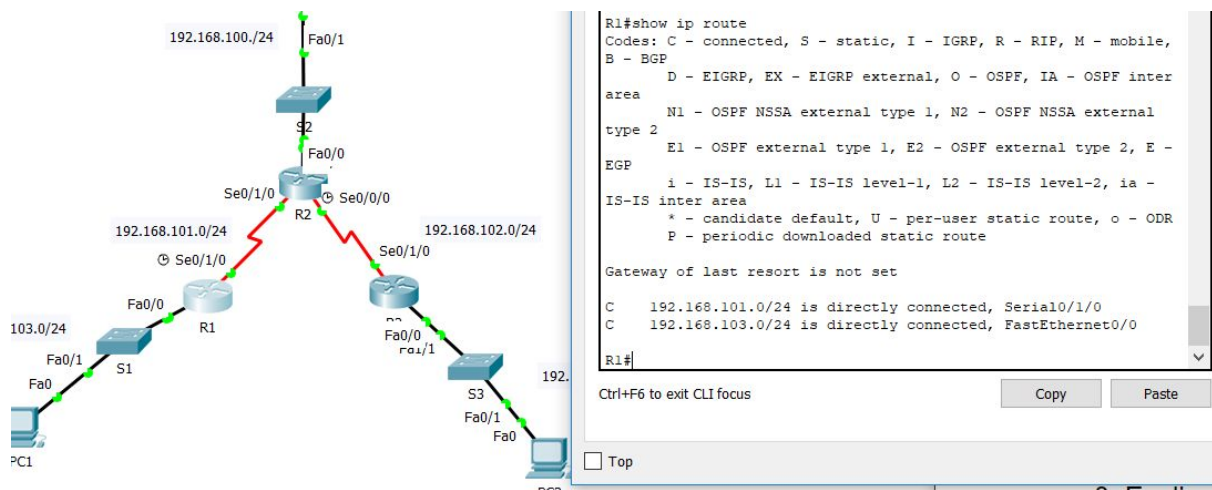 192.168.100./24
Fa0/1
S2
Fa0/0
Se0/1/0
Se0/0/0
R2
192.168.101.0/24
192.168.102.0/24
Se0/1/0
Se0/1/0
Fa0/0
R1
Fa0/0
103.0/24
Fa0/1
S1
Fa0
192.
S3
Fa0/1
Fa0
PC1
R1#show ip route
Codes: C - connected, S - static, I - IGRP, R - RIP, M - mobile,
B - BGP
D - EIGRP, EX - EIGRP external, O - OSPF, IA - OSPF inter
area
N1 - OSPF NSSA external type 1, N2 - OSPF NSSA external
type 2
E1 - OSPF external type 1, E2 - OSPF external type 2, E -
EGP
i - IS-IS, L1 - IS-IS level-1, L2 - IS-IS level-2, ia -
IS-IS inter area
* - candidate default, U - per-user static route, o - ODR
P - periodic downloaded static route
Gateway of last resort is not set
C 192.168.101.0/24 is directly connected, Serial0/1/0
C 192.168.103.0/24 is directly connected, FastEthernet0/0
R1#
Ctrl+F6 to exit CLI focus
Copy
Paste
Top